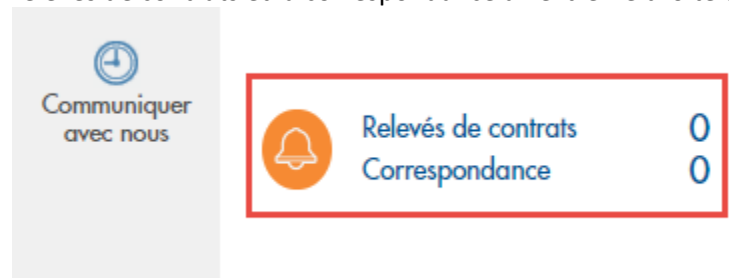 Communiquer
avec nous
Relevés de contrats 0
Correspondance 0